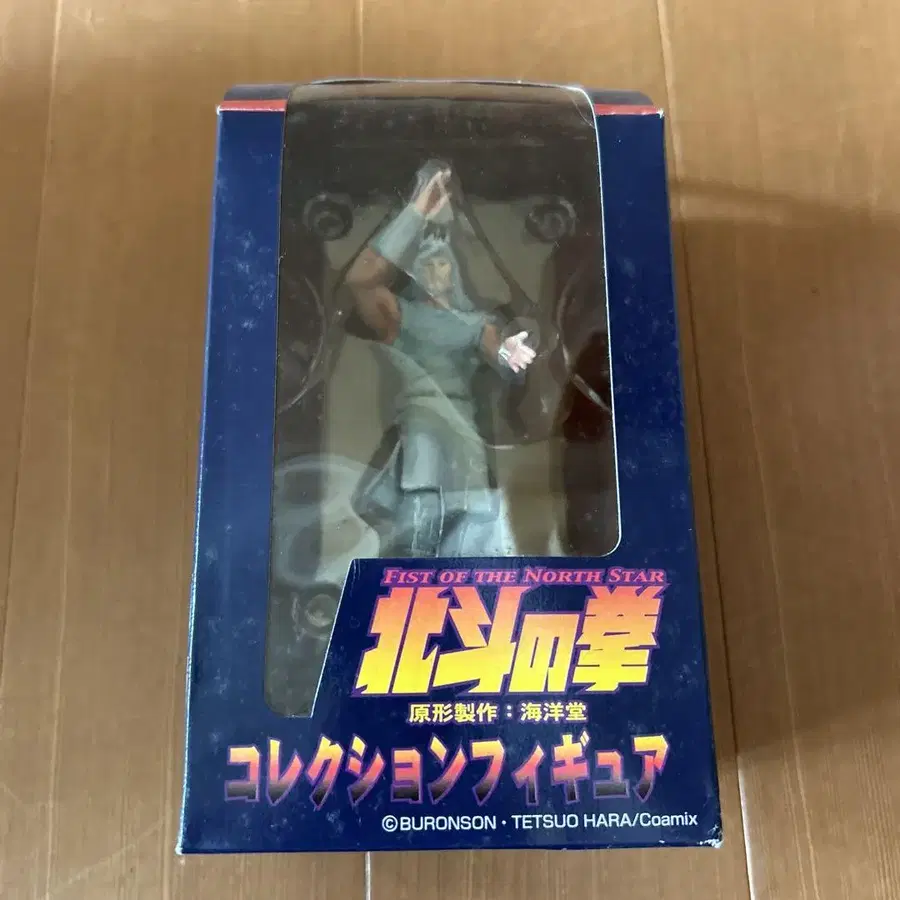 FIST OF THE NORTH STAR
北斗の拳
原形製作：海洋堂
コレクションフィギュア
©BURONSON・TETSUO HARA/Coamix